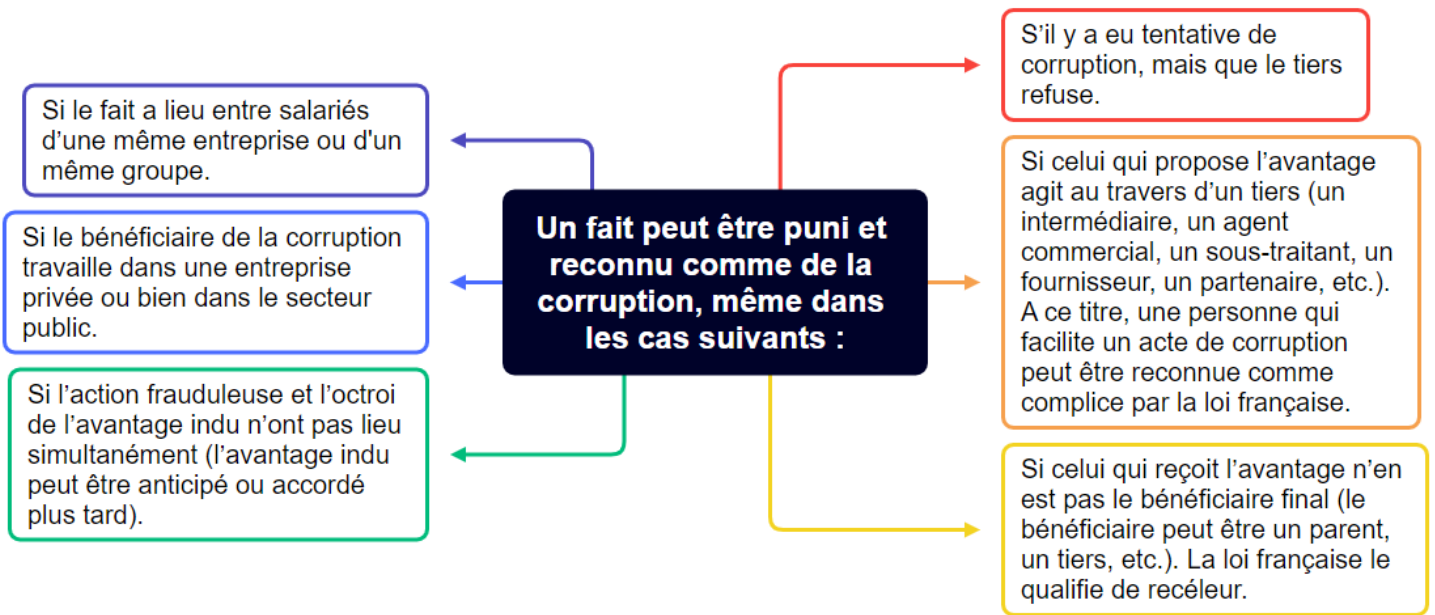 Un fait peut être puni et
reconnu comme de la
corruption, même dans
les cas suivants :
S’il y a eu tentative de
corruption, mais que le tiers
refuse.
Si celui qui propose l’avantage
agit au travers d’un tiers (un
intermédiaire, un agent
commercial, un sous-traitant, un
fournisseur, un partenaire, etc.).
A ce titre, une personne qui
facilite un acte de corruption
peut être reconnue comme
complice par la loi française.
Si celui qui reçoit l’avantage n’en
est pas le bénéficiaire final (le
bénéficiaire peut être un parent,
un tiers, etc.). La loi française le
qualifie de recéleur.
Si le fait a lieu entre salariés
d’une même entreprise ou d'un
même groupe.
Si le bénéficiaire de la corruption
travaille dans une entreprise
privée ou bien dans le secteur
public.
Si l’action frauduleuse et l’octroi
de l’avantage indu n’ont pas lieu
simultanément (l’avantage indu
peut être anticipé ou accordé
plus tard).